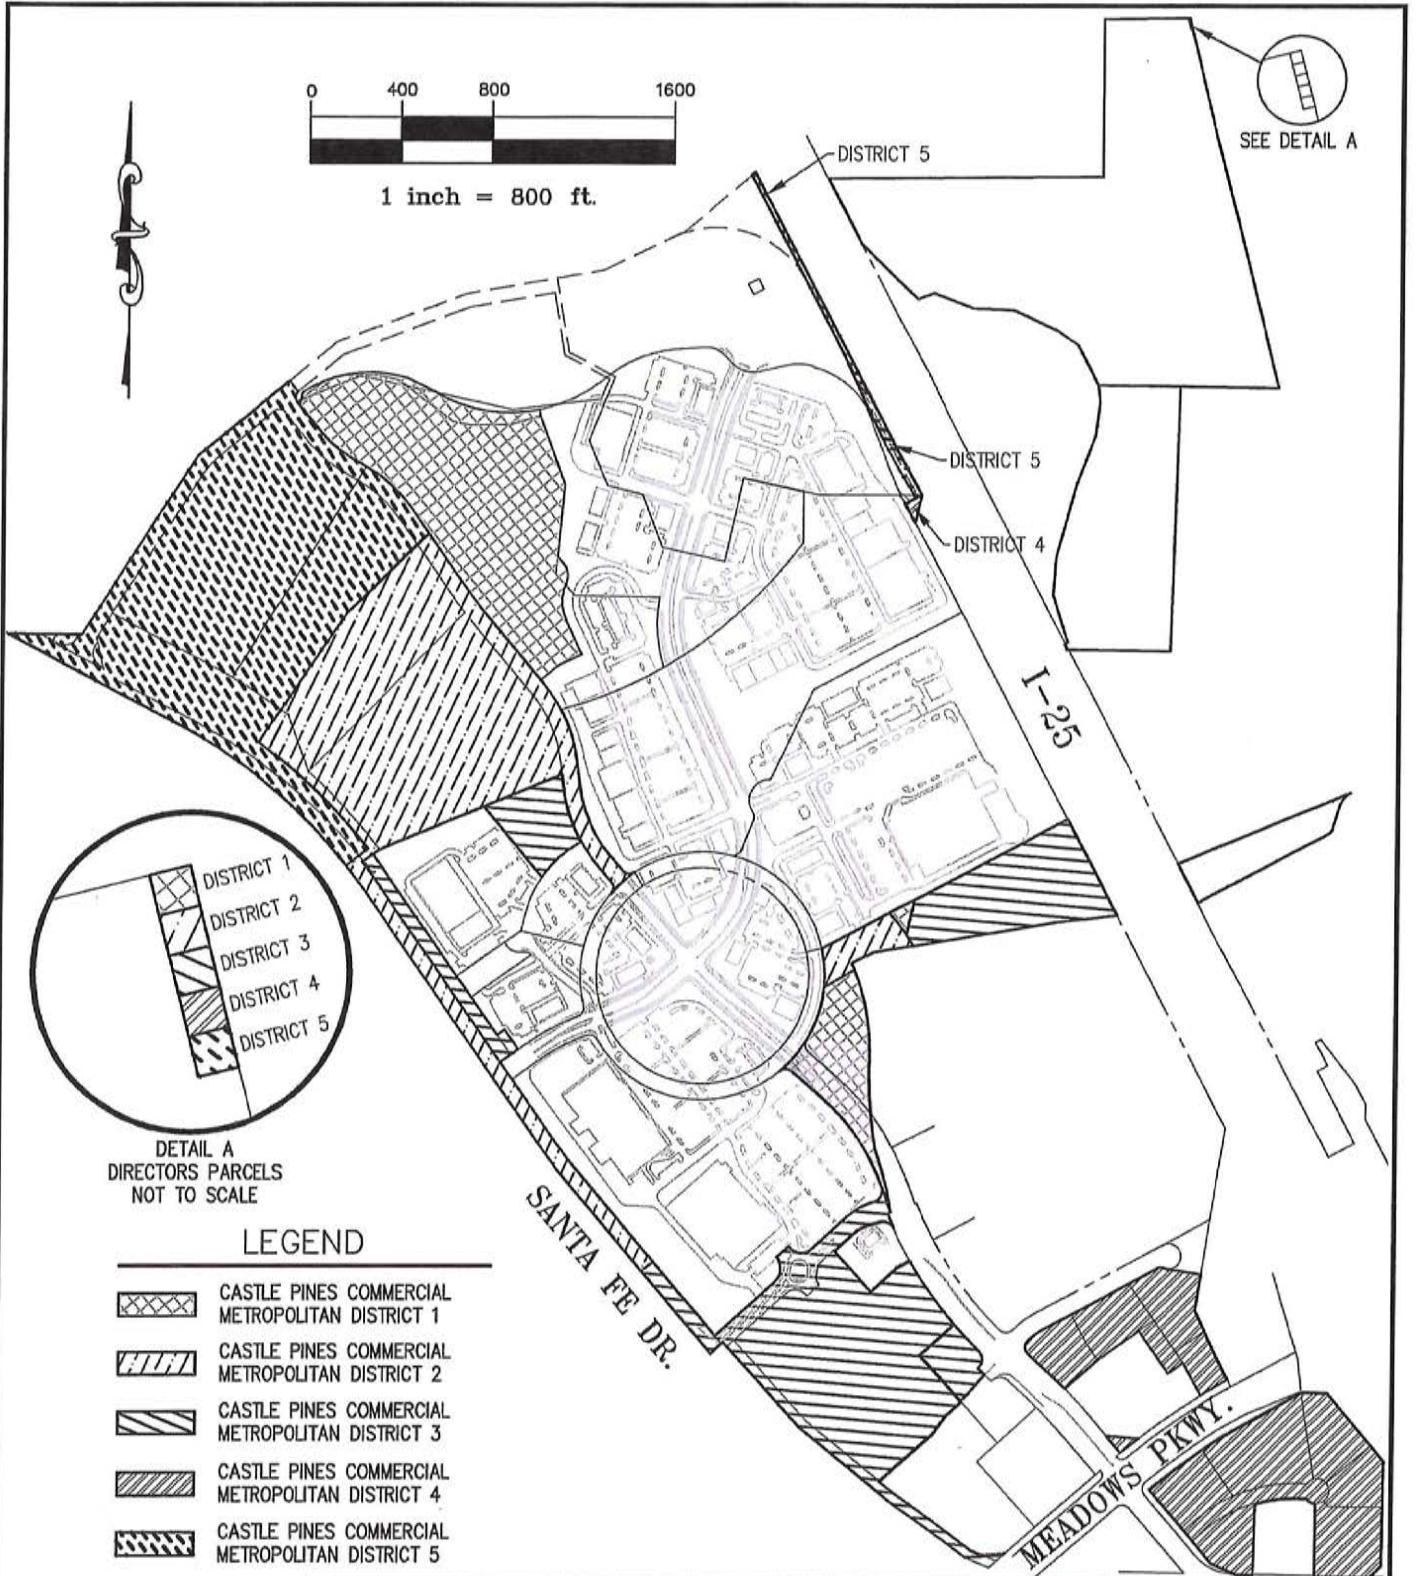 0 400 800 1600
1 inch = 800 ft.
DISTRICT 5
SEE DETAIL A
DISTRICT 5
DISTRICT 4
I-25
DISTRICT 1
DISTRICT 2
DISTRICT 3
DISTRICT 4
DISTRICT 5
DETAIL A
DIRECTORS PARCELS
NOT TO SCALE
SANTA FE DR.
MEADOWS PKWY.
LEGEND
CASTLE PINES COMMERCIAL
METROPOLITAN DISTRICT 1
CASTLE PINES COMMERCIAL
METROPOLITAN DISTRICT 2
CASTLE PINES COMMERCIAL
METROPOLITAN DISTRICT 3
CASTLE PINES COMMERCIAL
METROPOLITAN DISTRICT 4
CASTLE PINES COMMERCIAL
METROPOLITAN DISTRICT 5